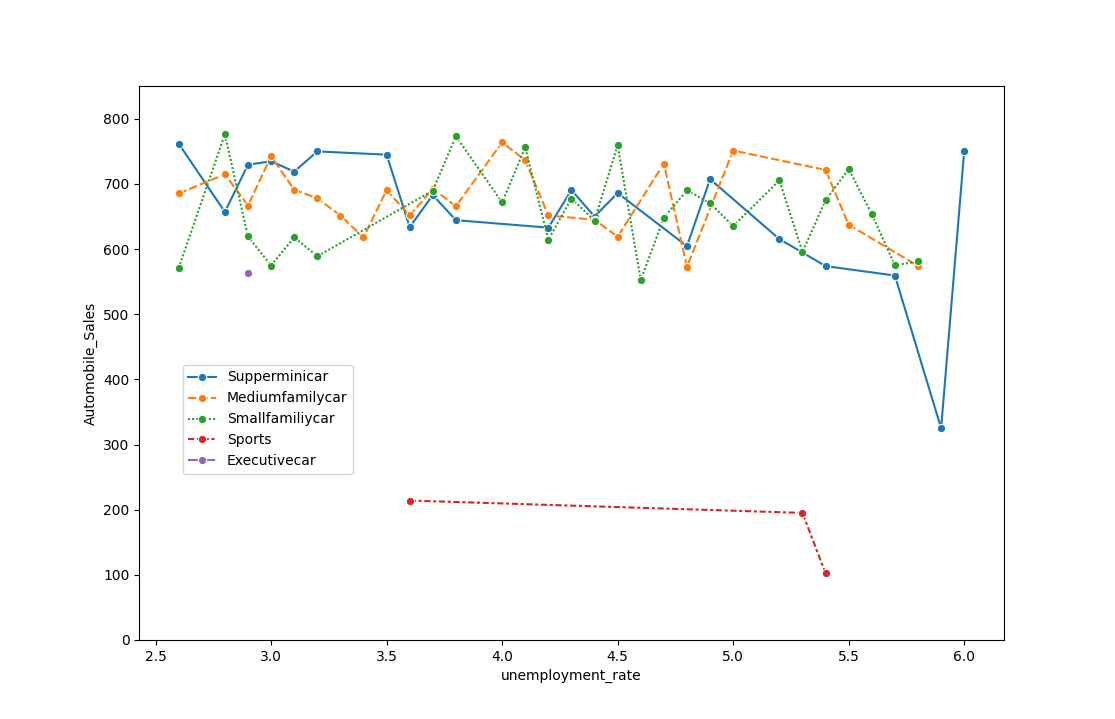 800
700
600
500
400
300
200
100
0
Automobile_Sales
Supperminicar
Mediumfamilycar
Smallfamiliycar
Sports
Executivecar
2.5 3.0 3.5 4.0 4.5 5.0 5.5 6.0
unemployment_rate